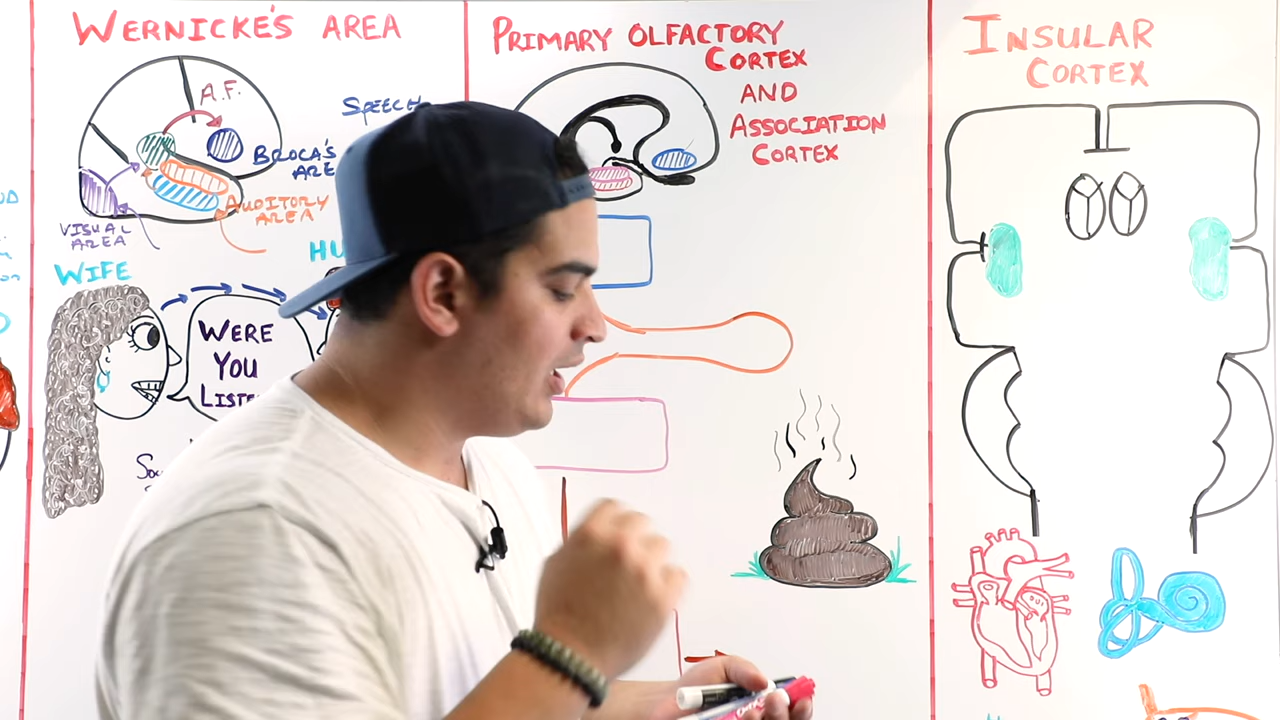 WERNICKE'S AREA
A.F.
SPEECH
BROCA'S
VISUAL
AREA
AUDITORY
AREA
WIFE
WERE
YOU
PRIMARY OLFACTORY
CORTEX
AND
ASSOCIATION
CORTEX
INSULAR
CORTEX